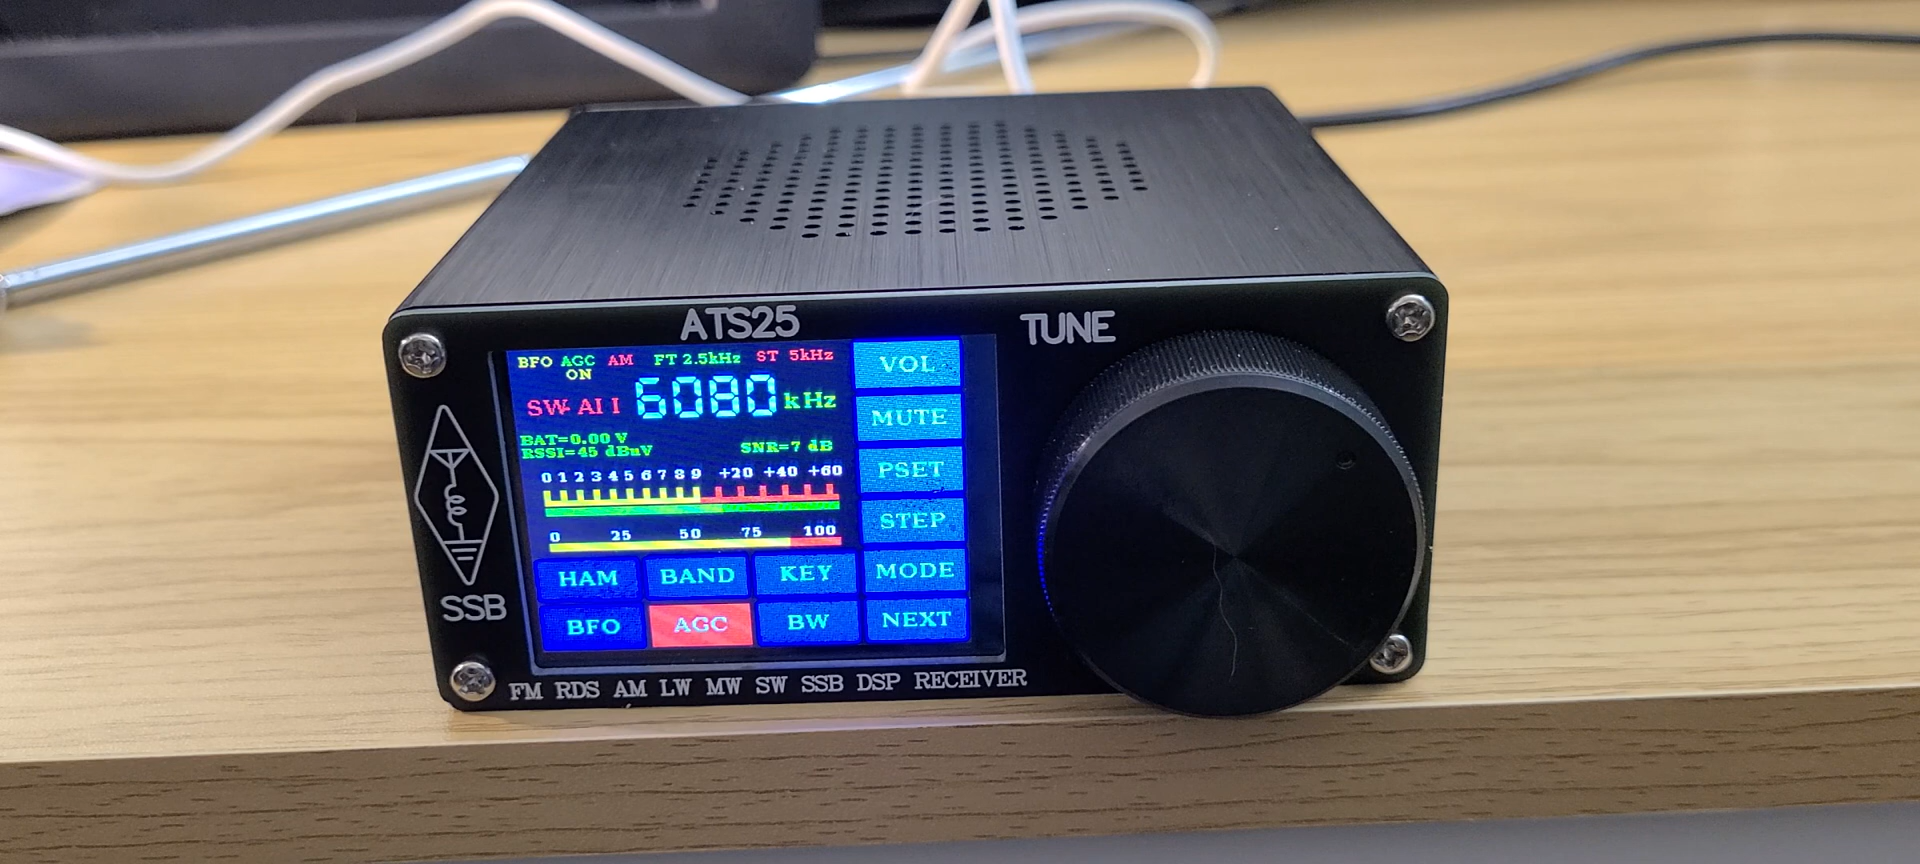 ATS25
TUNE
BFO AGC AM FT 2.5kHz ST 5kHz
ON
SW 6080 kHz
BAT=0.00 V
RSSI=45 dBuV SNR=7 dB
0 1 2 3 4 5 6 7 8 9 +20 +40 +60
0 25 50 75 100
VOL
MUTE
PSET
STEP
HAM BAND KEY MODE
BFO AGC BW NEXT
SSB
FM RDS AM LW MW SW SSB DSP RECEIVER